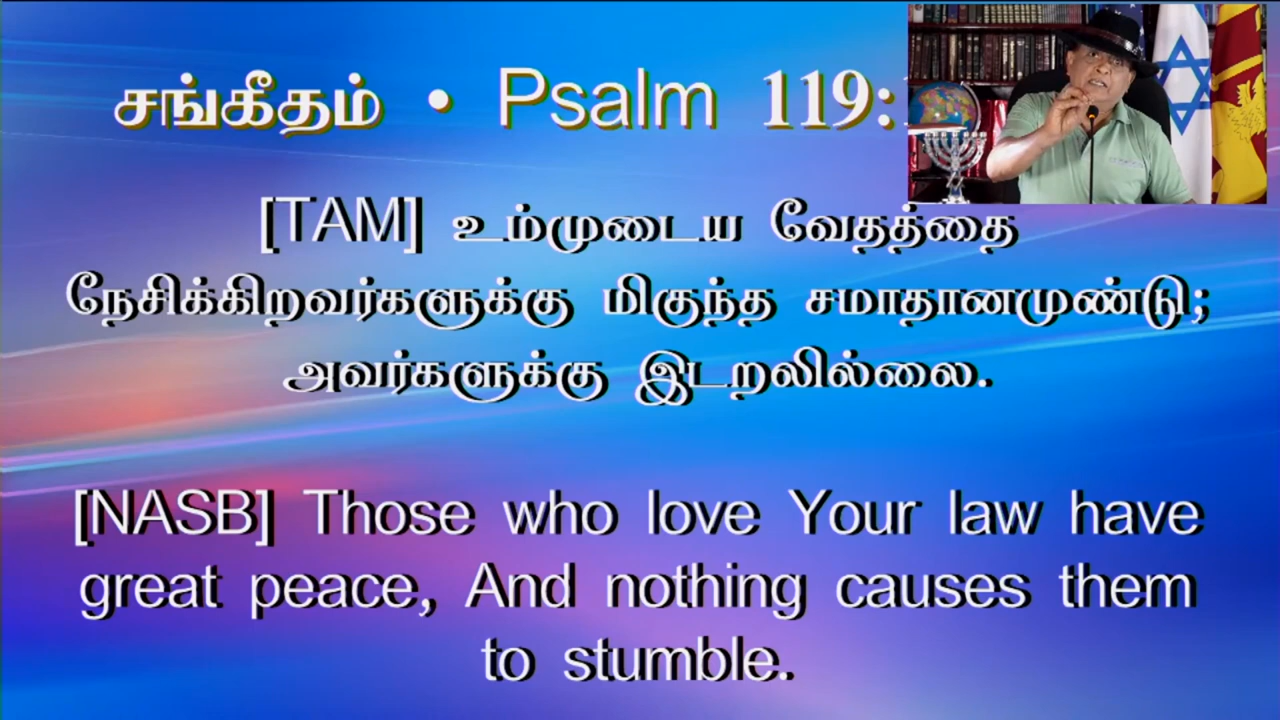 சங்கீதம் • Psalm 119:
[TAM] உம்முடைய வேதத்தை
நேசிக்கிறவர்களுக்கு மிகுந்த சமாதானமுண்டு;
அவர்களுக்கு இடறலில்லை.
[NASB] Those who love Your law have
great peace, And nothing causes them
to stumble.